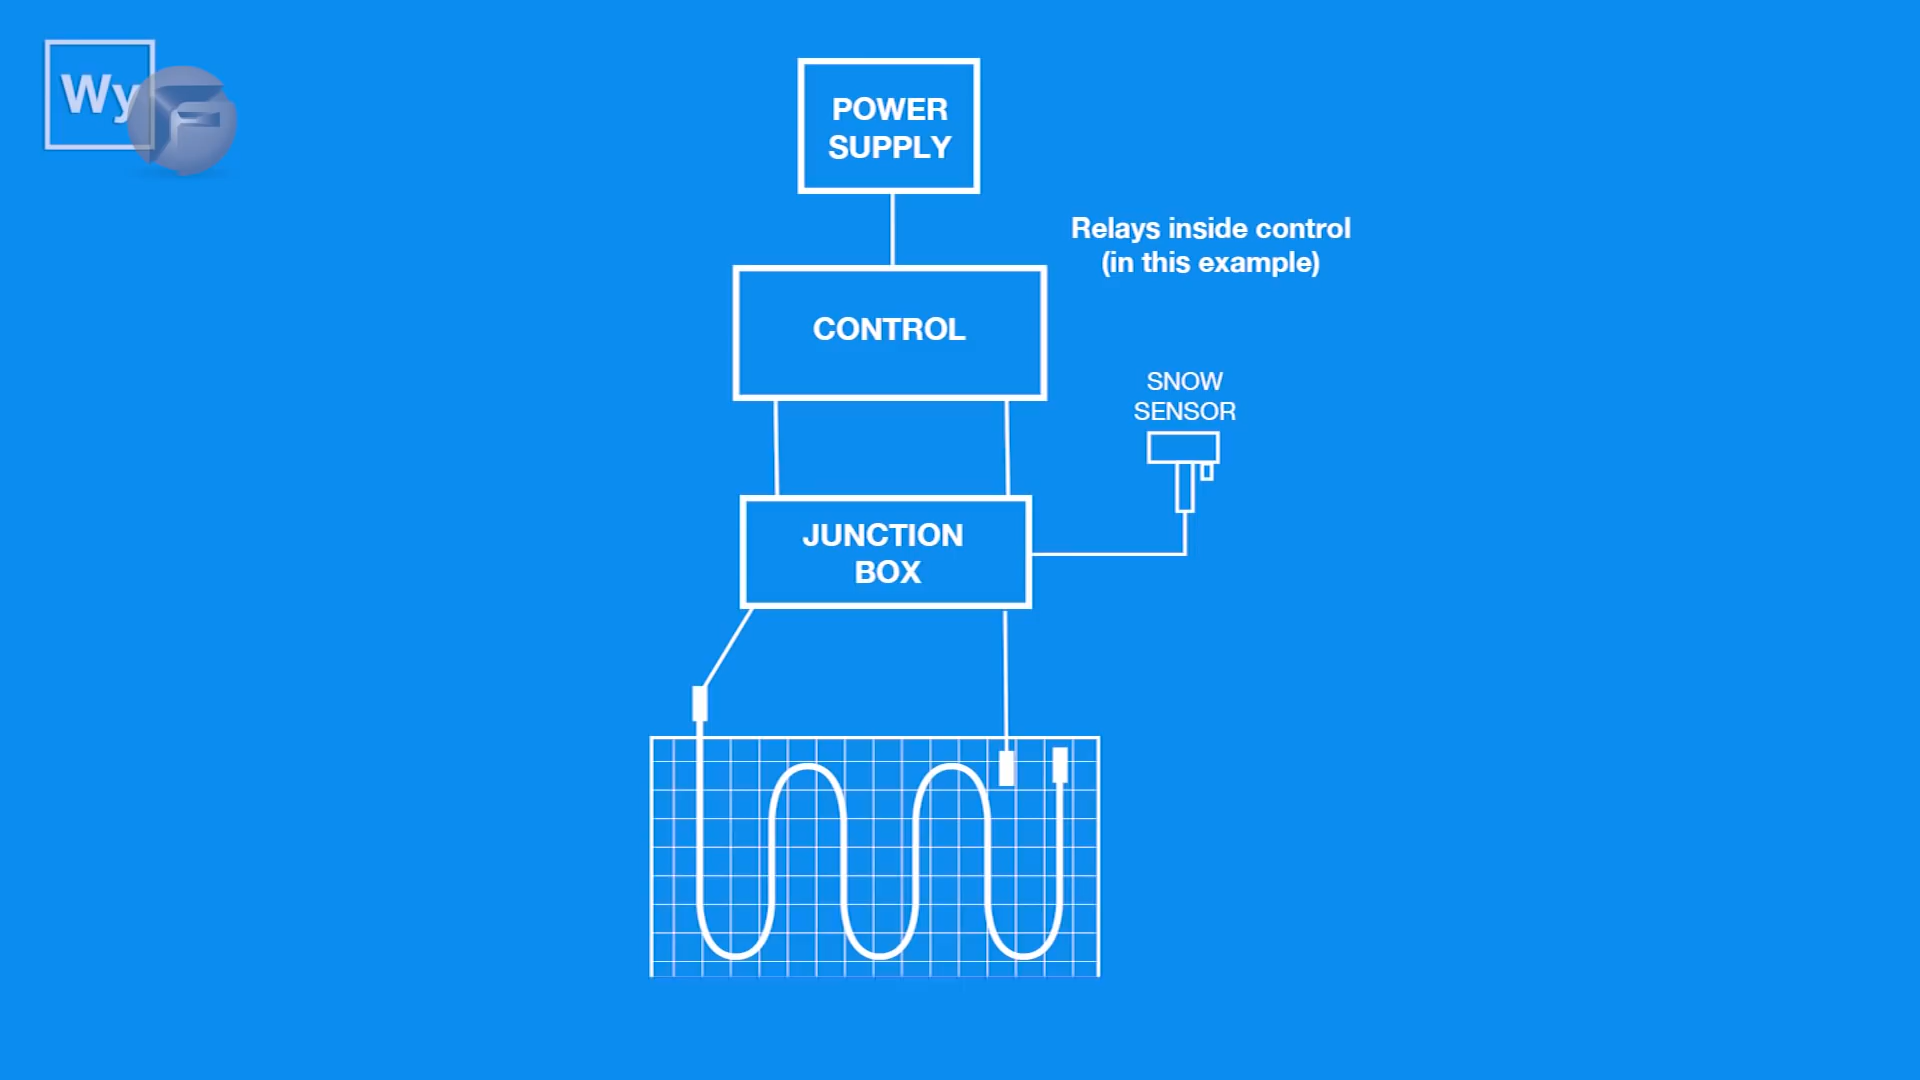 Wy
POWER
SUPPLY
Relays inside control
(in this example)
CONTROL
SNOW
SENSOR
JUNCTION
BOX